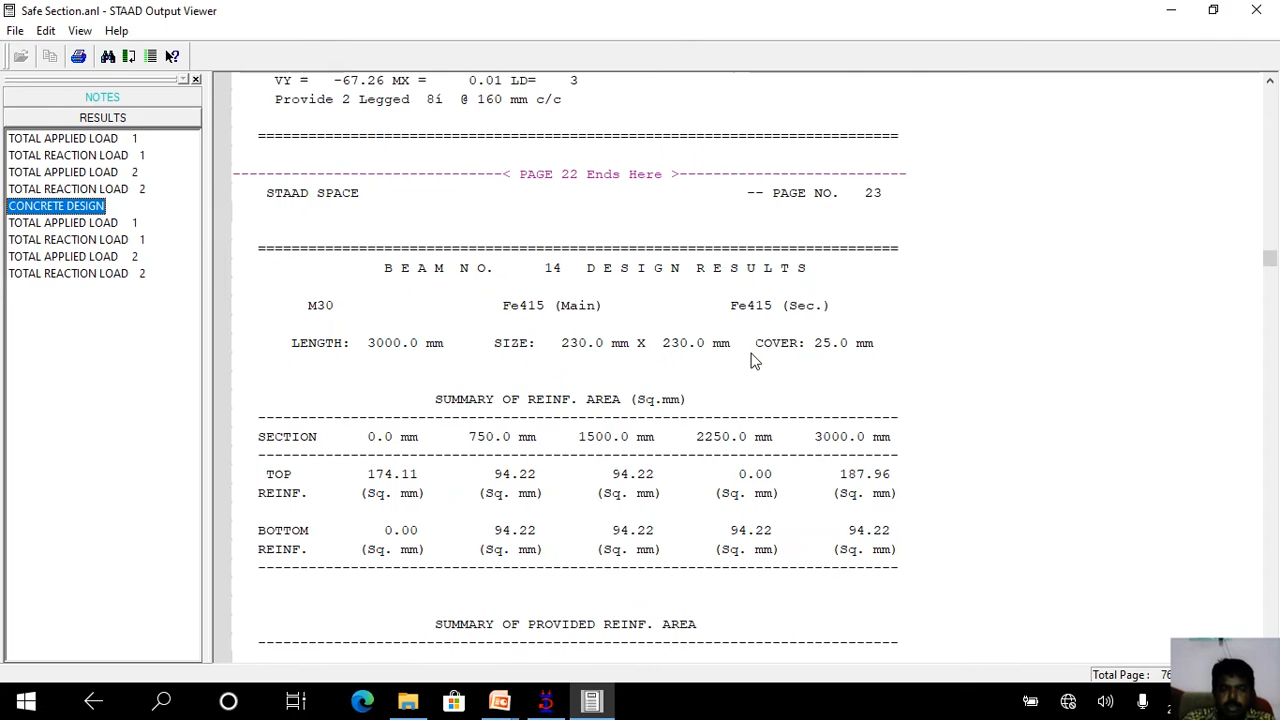 Safe Section.anl - STAAD Output Viewer
File Edit View Help
NOTES
RESULTS
TOTAL APPLIED LOAD 1
TOTAL REACTION LOAD 1
TOTAL APPLIED LOAD 2
TOTAL REACTION LOAD 2
CONCRETE DESIGN
TOTAL APPLIED LOAD 1
TOTAL REACTION LOAD 1
TOTAL APPLIED LOAD 2
TOTAL REACTION LOAD 2
VY = -67.26 MX = 0.01 LD= 3
Provide 2 Legged 8í @ 160 mm c/c
============================================================================
--------------------------------< PAGE 22 Ends Here >---------------------------
STAAD SPACE -- PAGE NO. 23
============================================================================
B E A M N O. 14 D E S I G N R E S U L T S
M30 Fe415 (Main) Fe415 (Sec.)
LENGTH: 3000.0 mm SIZE: 230.0 mm X 230.0 mm COVER: 25.0 mm
SUMMARY OF REINF. AREA (Sq.mm)
----------------------------------------------------------------------------
SECTION 0.0 mm 750.0 mm 1500.0 mm 2250.0 mm 3000.0 mm
----------------------------------------------------------------------------
TOP 174.11 94.22 94.22 0.00 187.96
REINF. (Sq. mm) (Sq. mm) (Sq. mm) (Sq. mm) (Sq. mm)
BOTTOM 0.00 94.22 94.22 94.22 94.22
REINF. (Sq. mm) (Sq. mm) (Sq. mm) (Sq. mm) (Sq. mm)
----------------------------------------------------------------------------
SUMMARY OF PROVIDED REINF. AREA
----------------------------------------------------------------------------
Total Page : 76